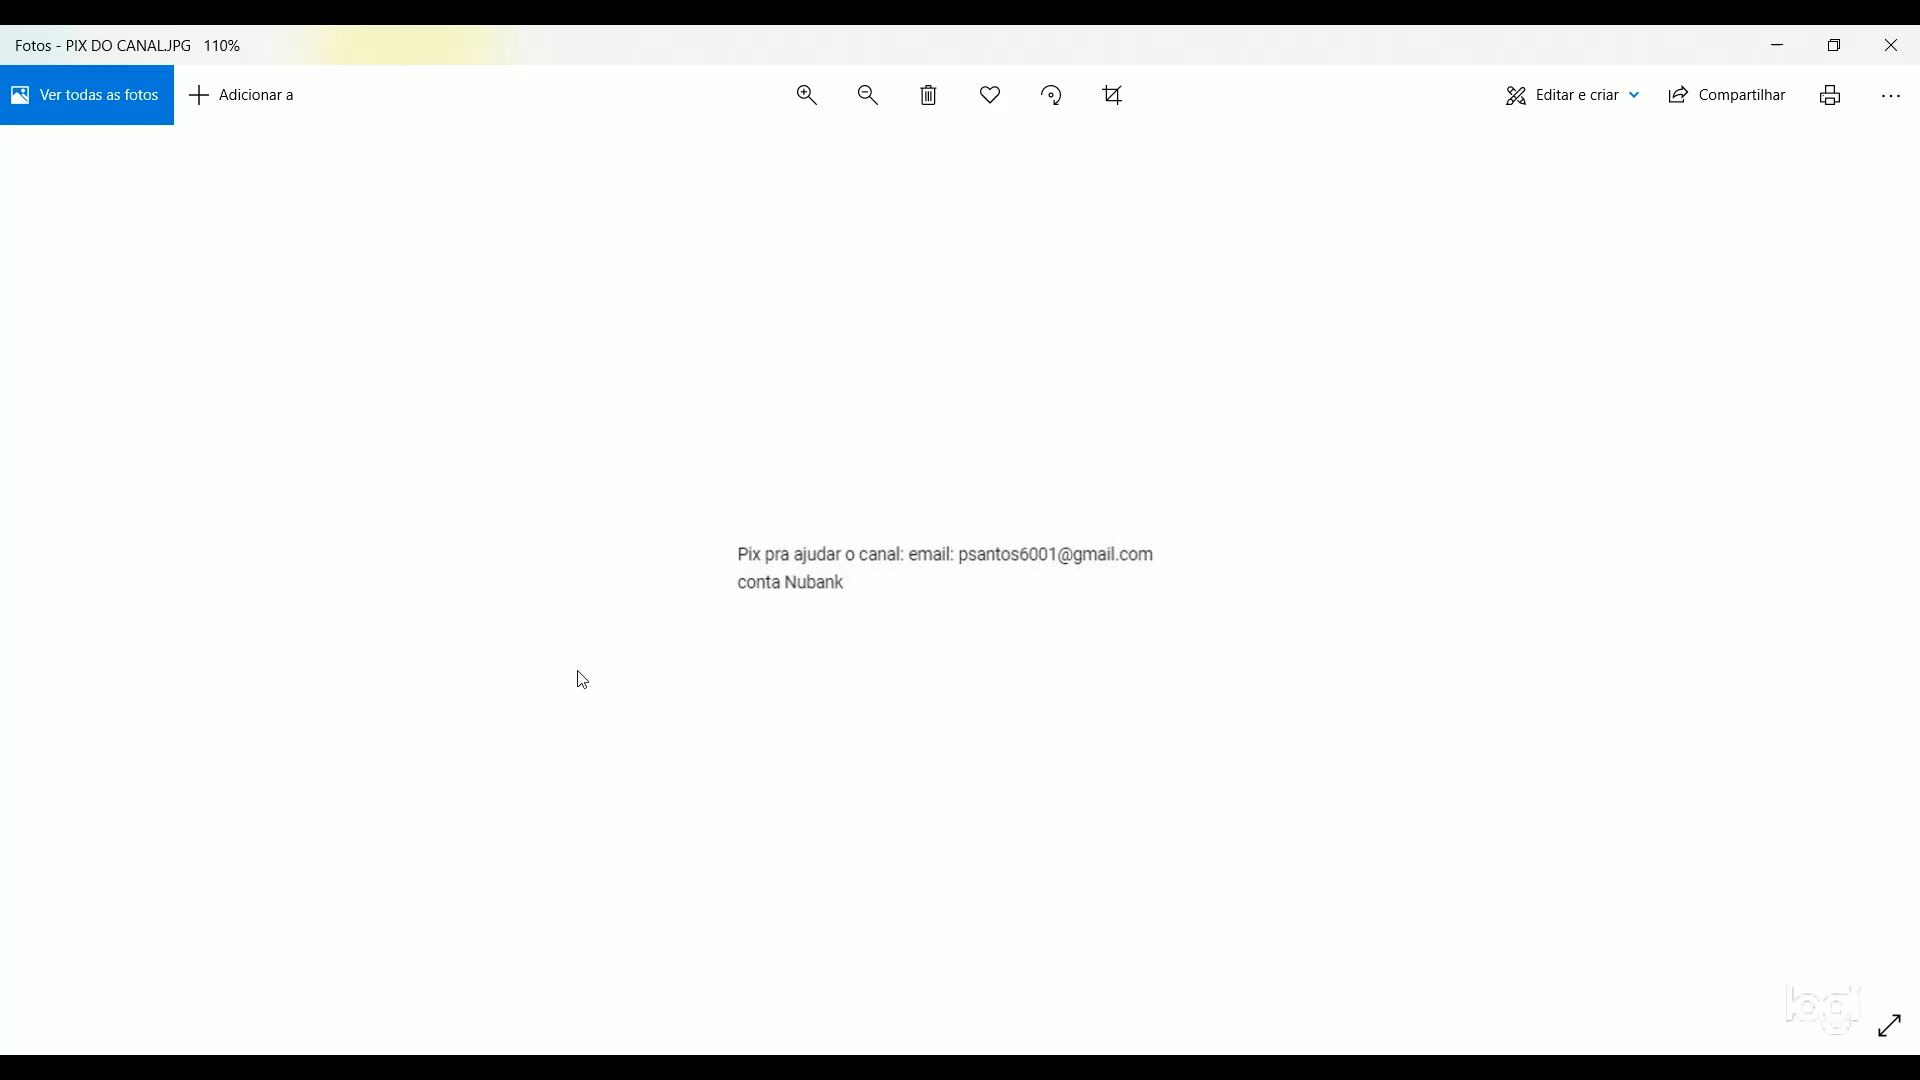 Fotos - PIX DO CANAL.JPG 110%
Ver todas as fotos
Adicionar a
Editar e criar
Compartilhar
Pix pra ajudar o canal: email: psantos6001@gmail.com
conta Nubank
logi